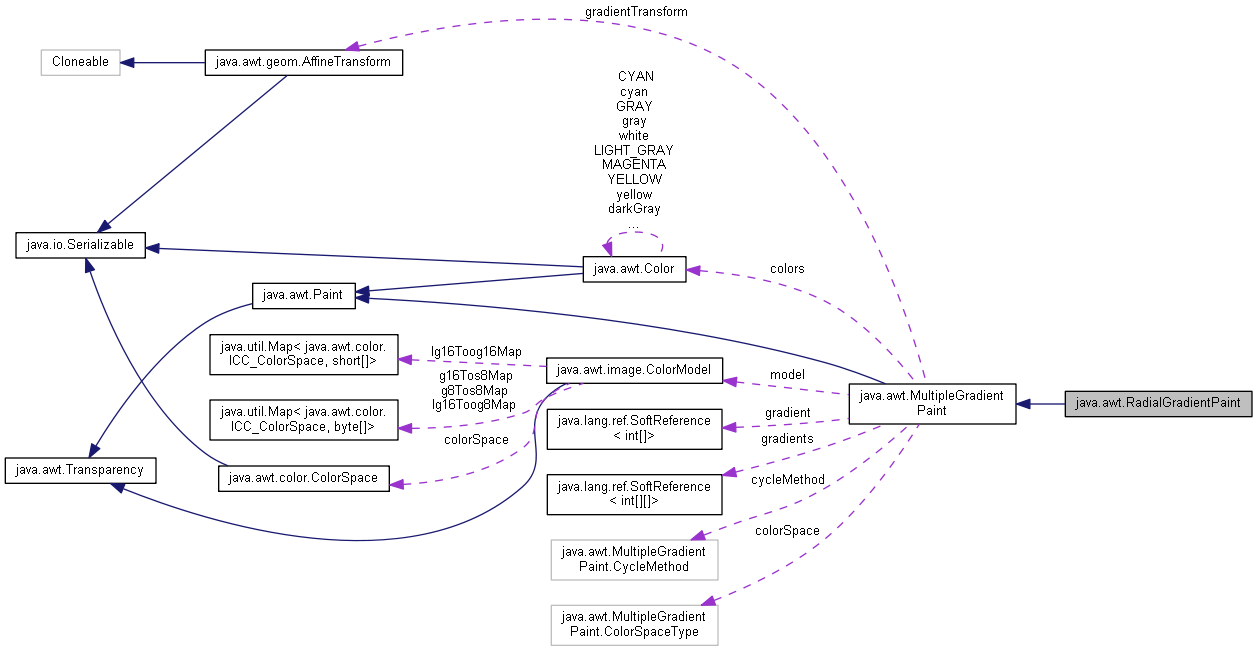 gradientTransform
Cloneable
java.awt.geom.AffineTransform
CYAN
cyan
GRAY
gray
white
LIGHT_GRAY
MAGENTA
YELLOW
yellow
darkGray
...
java.io.Serializable
java.awt.Color
colors
java.awt.Paint
java.util.Map< java.awt.color.
ICC_ColorSpace, short[]>
lg16Toog16Map
java.awt.image.ColorModel
model
g16Tos8Map
g8Tos8Map
lg16Toog8Map
java.awt.MultipleGradient
Paint
java.awt.RadialGradientPaint
java.util.Map< java.awt.color.
ICC_ColorSpace, byte[]>
java.lang.ref.SoftReference
< int[]>
gradient
gradients
colorSpace
java.awt.Transparency
java.awt.color.ColorSpace
java.lang.ref.SoftReference
< int[][]>
cycleMethod
colorSpace
java.awt.MultipleGradient
Paint.CycleMethod
java.awt.MultipleGradient
Paint.ColorSpaceType